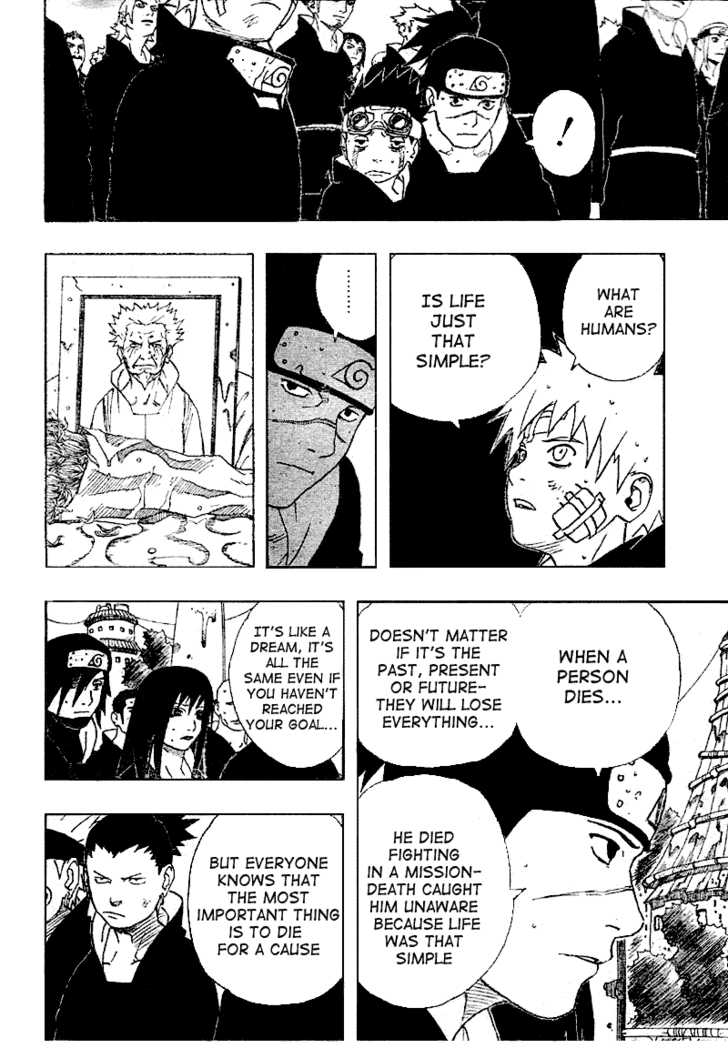 !
WHAT
ARE
HUMANS?
IS LIFE
JUST
THAT
SIMPLE?
.........
WHEN A
PERSON
DIES...
DOESN'T MATTER
IF IT'S THE
PAST, PRESENT
OR FUTURE-
THEY WILL LOSE
EVERYTHING...
HE DIED
FIGHTING
IN A MISSION-
DEATH CAUGHT
HIM UNAWARE
BECAUSE LIFE
WAS THAT
SIMPLE
IT'S LIKE A
DREAM, IT'S
ALL THE
SAME EVEN IF
YOU HAVEN'T
REACHED
YOUR GOAL...
BUT EVERYONE
KNOWS THAT
THE MOST
IMPORTANT THING
IS TO DIE
FOR A CAUSE